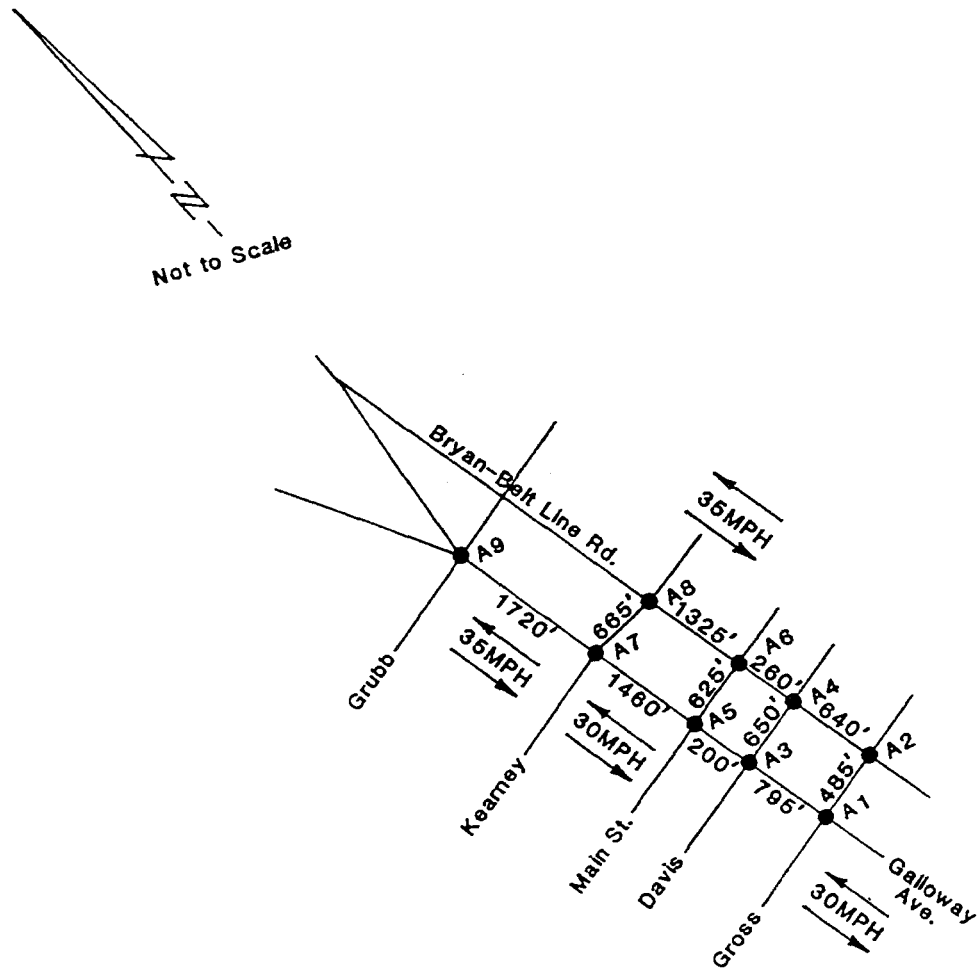 N
Not to Scale
Bryan-Belt Line Rd.
35MPH
A9
A8
1720'
665'
1325'
A7
A6
35MPH
625'
260'
A4
Grubb
1460'
A5
650'
640'
30MPH
200'
A3
A2
485'
795'
A1
Kearney
Main St.
Davis
Gross
Galloway
Ave.
30MPH